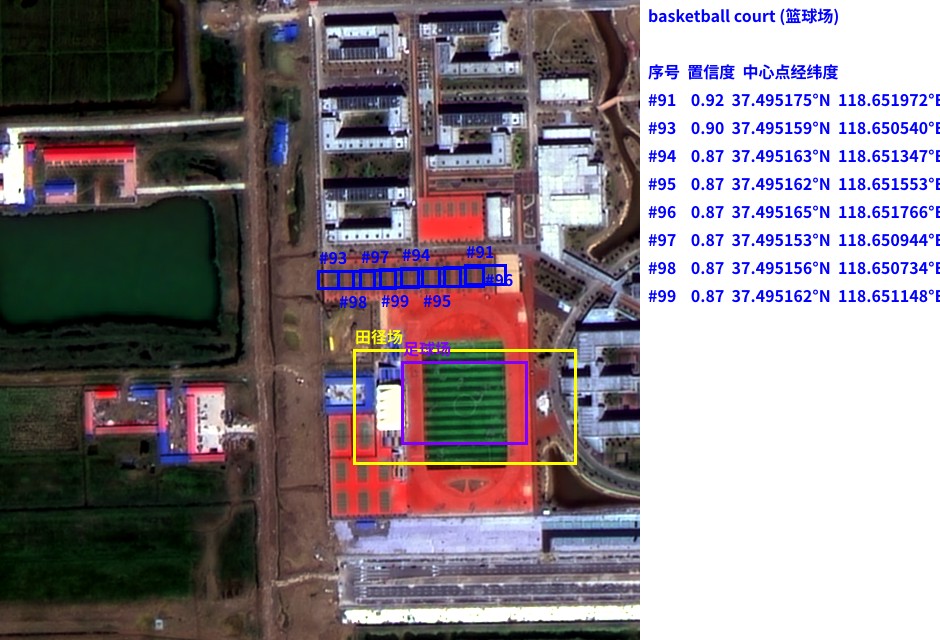 basketball court (篮球场)
序号 置信度 中心点经纬度
#91 0.92 37.495175°N 118.651972°E
#93 0.90 37.495159°N 118.650540°E
#94 0.87 37.495163°N 118.651347°E
#95 0.87 37.495162°N 118.651553°E
#96 0.87 37.495165°N 118.651766°E
#97 0.87 37.495153°N 118.650944°E
#98 0.87 37.495156°N 118.650734°E
#99 0.87 37.495162°N 118.651148°E
#93 #97 #94 #91
#96
#98 #99 #95
田径场
足球场